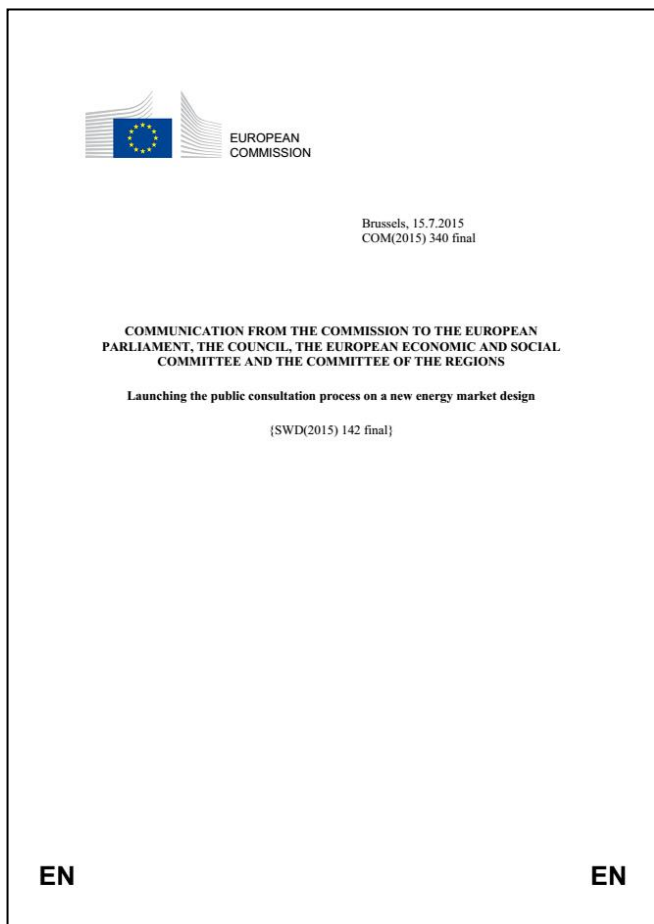 EUROPEAN
COMMISSION
Brussels, 15.7.2015
COM(2015) 340 final
COMMUNICATION FROM THE COMMISSION TO THE EUROPEAN
PARLIAMENT, THE COUNCIL, THE EUROPEAN ECONOMIC AND SOCIAL
COMMITTEE AND THE COMMITTEE OF THE REGIONS
Launching the public consultation process on a new energy market design
{SWD(2015) 142 final}
EN EN